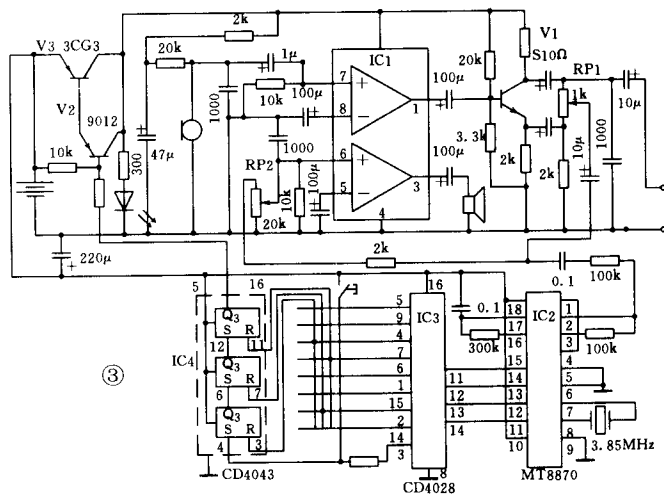 2k
V1
V3 3CG3
IC1
20k
S10Ω
20k
1μ
RP1
7
100μ
1k
V2
10k
100μ
1000
8
1
10μ
9012
3.3k
1000
10k
300
47μ
1000
6
100μ
10μ
RP2
5
3
2k
2k
10k
100μ
20k
4
2k
220μ
0.1
100k
5
16
16
Q3
S R
5
IC3
0.1
18
IC2
1
9
17
2
12
11
4
300k
16
3
100k
IC4
Q3
S R
7
15
4
③
6
11
14
5
6
7
1
12
13
6
Q3
S R
15
13
12
7
2
14
11
8
3.85MHz
4
3
14
3
10
9
8
CD4043
CD4028
MT8870